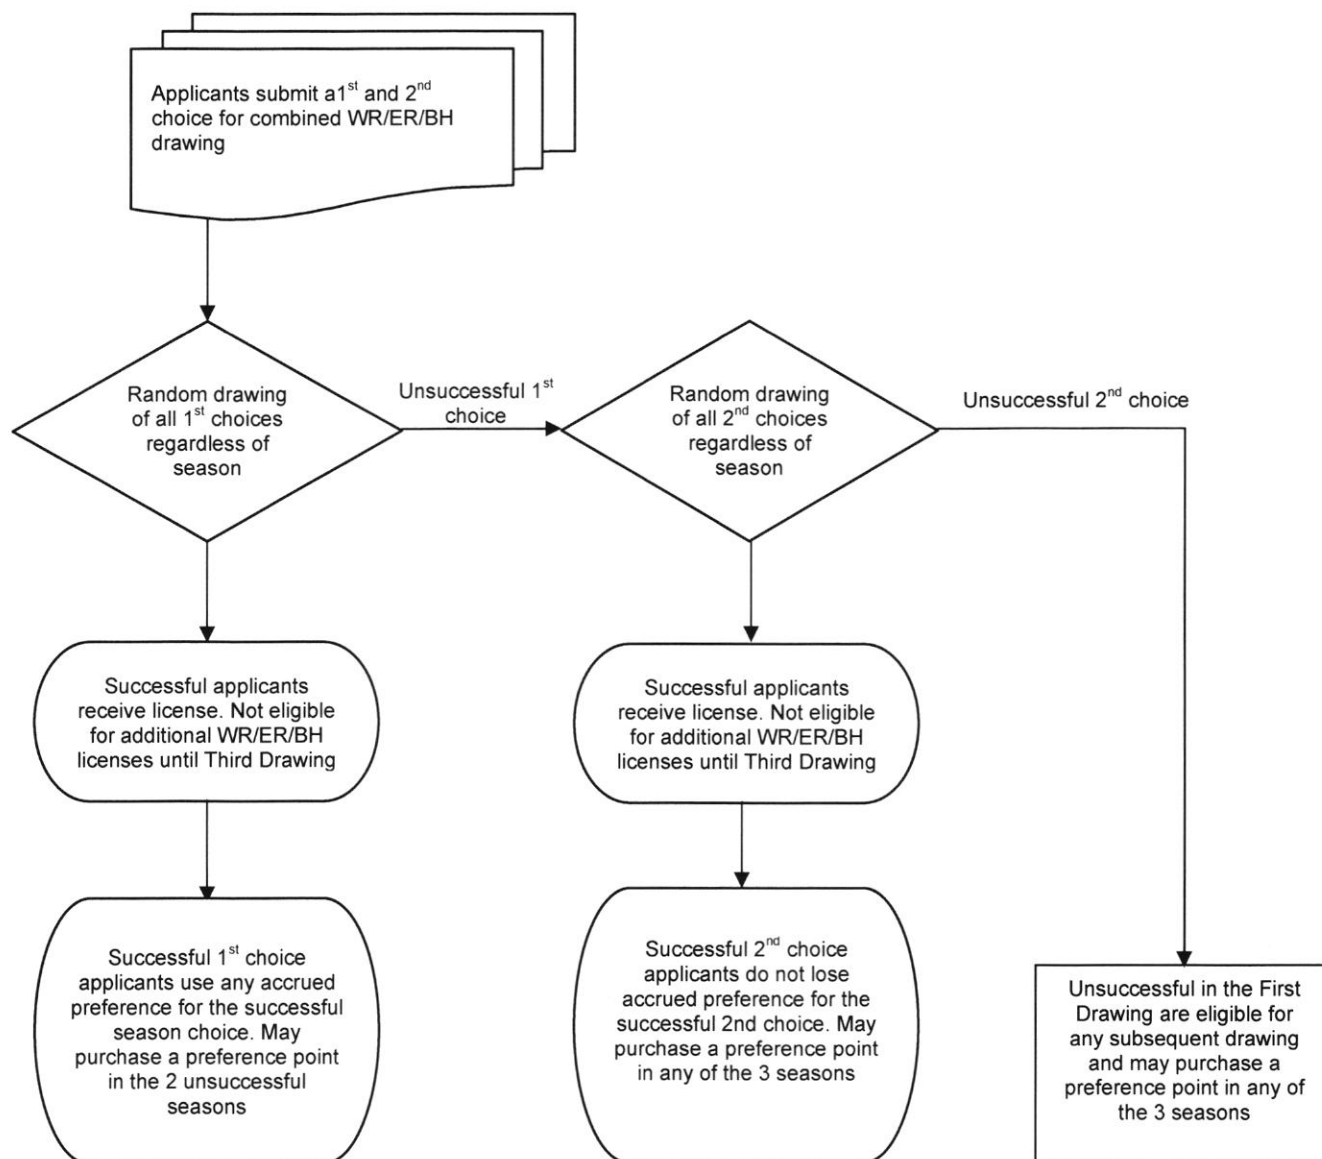 Applicants submit a1st and 2nd
choice for combined WR/ER/BH
drawing
Random drawing
of all 1st choices
regardless of
season
Unsuccessful 1st
choice
Random drawing
of all 2nd choices
regardless of
season
Unsuccessful 2nd choice
Successful applicants
receive license. Not eligible
for additional WR/ER/BH
licenses until Third Drawing
Successful applicants
receive license. Not eligible
for additional WR/ER/BH
licenses until Third Drawing
Successful 1st choice
applicants use any accrued
preference for the successful
season choice. May
purchase a preference point
in the 2 unsuccessful
seasons
Successful 2nd choice
applicants do not lose
accrued preference for the
successful 2nd choice. May
purchase a preference point
in any of the 3 seasons
Unsuccessful in the First
Drawing are eligible for
any subsequent drawing
and may purchase a
preference point in any of
the 3 seasons